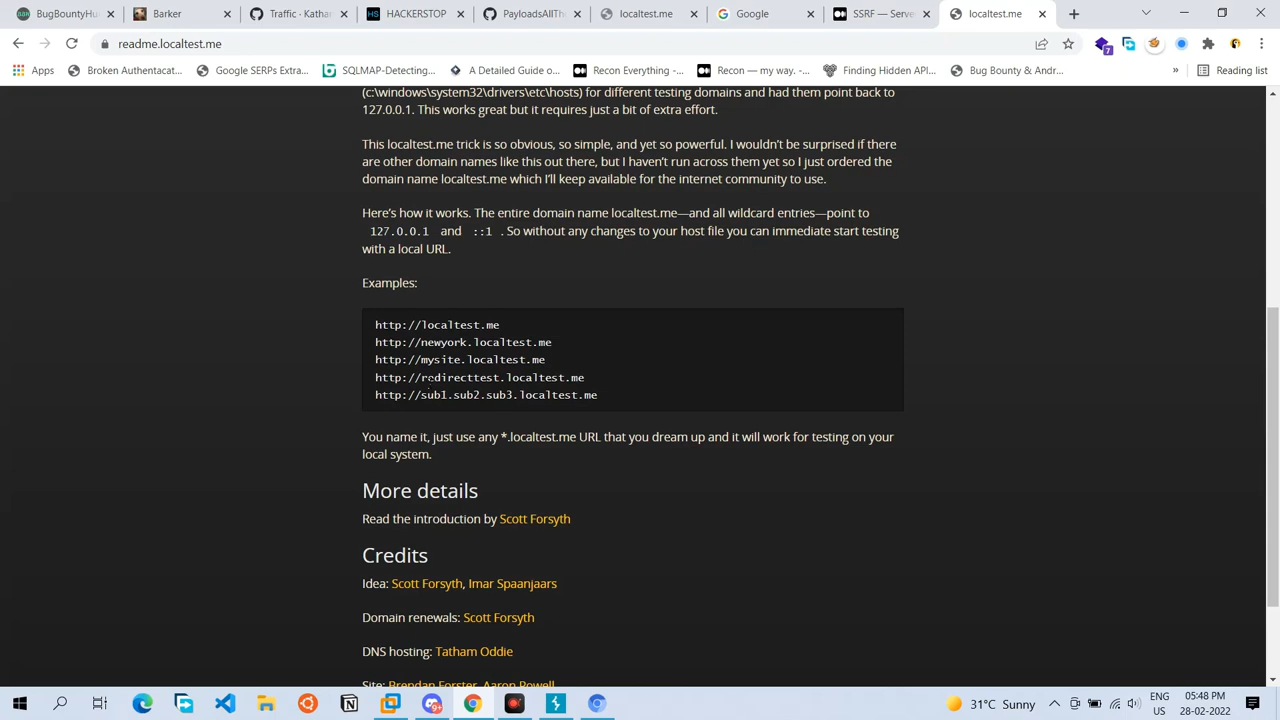 BugBountyHu
Barker
Traffic - Kathar
HACKERSTOP
PayloadsAllThe
localtest.me
Google
SSRF — Server
localtest.me
readme.localtest.me
7
Apps
Broken Authentacat...
Google SERPs Extra...
SQLMAP-Detecting...
A Detailed Guide o...
Recon Everything -...
Recon — my way. -...
Finding Hidden API...
Bug Bounty & Andr...
»
Reading list
(c:\windows\system32\drivers\etc\hosts) for different testing domains and had them point back to
127.0.0.1. This works great but it requires just a bit of extra effort.
This localtest.me trick is so obvious, so simple, and yet so powerful. I wouldn't be surprised if there
are other domain names like this out there, but I haven't run across them yet so I just ordered the
domain name localtest.me which I'll keep available for the internet community to use.
Here's how it works. The entire domain name localtest.me—and all wildcard entries—point to
127.0.0.1 and ::1 . So without any changes to your host file you can immediate start testing
with a local URL.
Examples:
http://localtest.me
http://newyork.localtest.me
http://mysite.localtest.me
http://redirecttest.localtest.me
http://sub1.sub2.sub3.localtest.me
You name it, just use any *.localtest.me URL that you dream up and it will work for testing on your
local system.
More details
Read the introduction by Scott Forsyth
Credits
Idea: Scott Forsyth, Imar Spaanjaars
Domain renewals: Scott Forsyth
DNS hosting: Tatham Oddie
Site: Brendan Forster, Aaron Powell
31°C Sunny
ENG
US
05:48 PM
28-02-2022